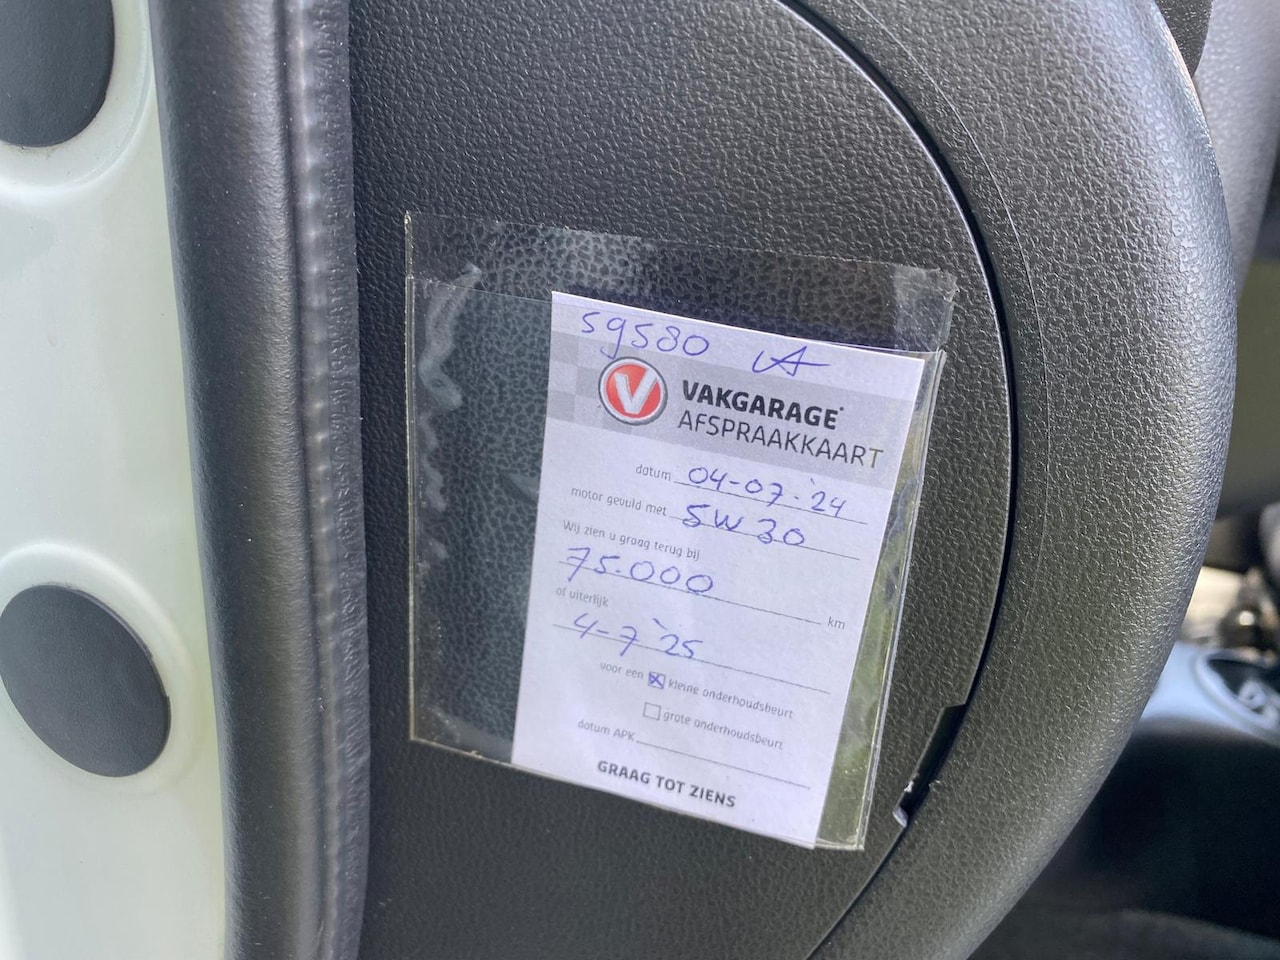 59580
V
VAKGARAGE
AFSPRAAKKAART
datum 04-07-'24
motor gevuld met 5W30
Wij zien u graag terug bij
75.000 km
of uiterlijk
4-7'25
voor een kleine onderhoudsbeurt
grote onderhoudsbeurt
datum APK
GRAAG TOT ZIENS